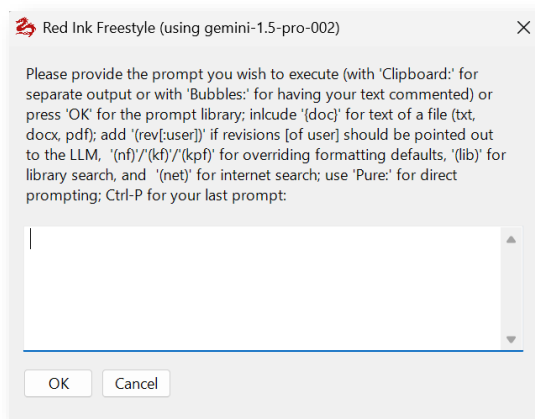 Red Ink Freestyle (using gemini-1.5-pro-002)
Please provide the prompt you wish to execute (with 'Clipboard:' for
separate output or with 'Bubbles:' for having your text commented) or
press 'OK' for the prompt library; inlcude '{doc}' for text of a file (txt,
docx, pdf); add '(rev[:user])' if revisions [of user] should be pointed out
to the LLM,  '(nf)'/'(kf)'/'(kpf)' for overriding formatting defaults, '(lib)' for
library search, and  '(net)' for internet search; use 'Pure:' for direct
prompting; Ctrl-P for your last prompt:
OK
Cancel